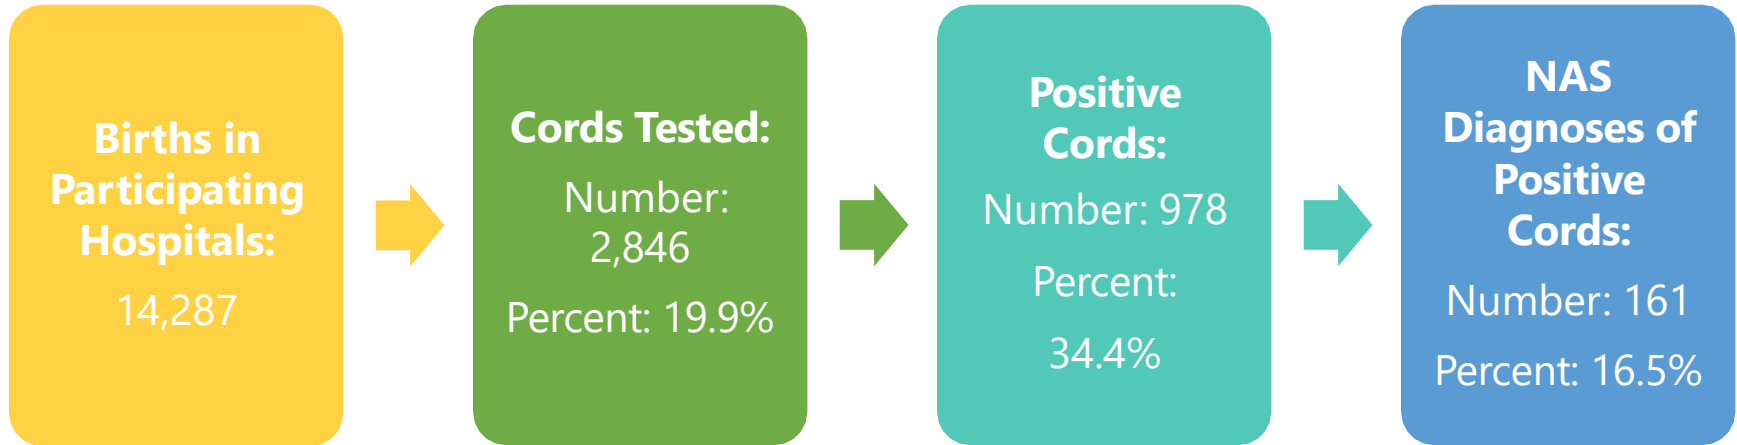 Births in
Participating
Hospitals:
14,287
Cords Tested:
Number:
2,846
Percent: 19.9%
Positive
Cords:
Number: 978
Percent:
34.4%
NAS
Diagnoses of
Positive
Cords:
Number: 161
Percent: 16.5%